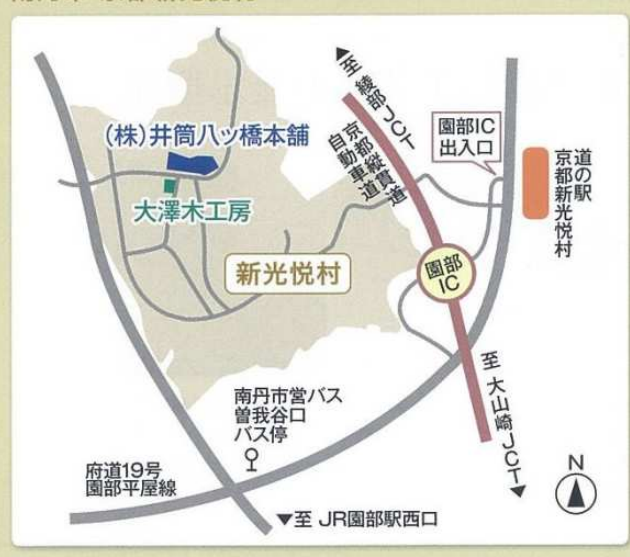 ▲至 綾部JCT
京都縦貫道
自動車道
園部IC
出入口
道の駅
京都新光悦村
(株)井筒八ッ橋本舗
大澤木工房
新光悦村
園部
IC
至 大山崎JCT▼
南丹市営バス
曽我谷口
バス停
府道19号
園部平屋線
▼至 JR園部駅西口
N